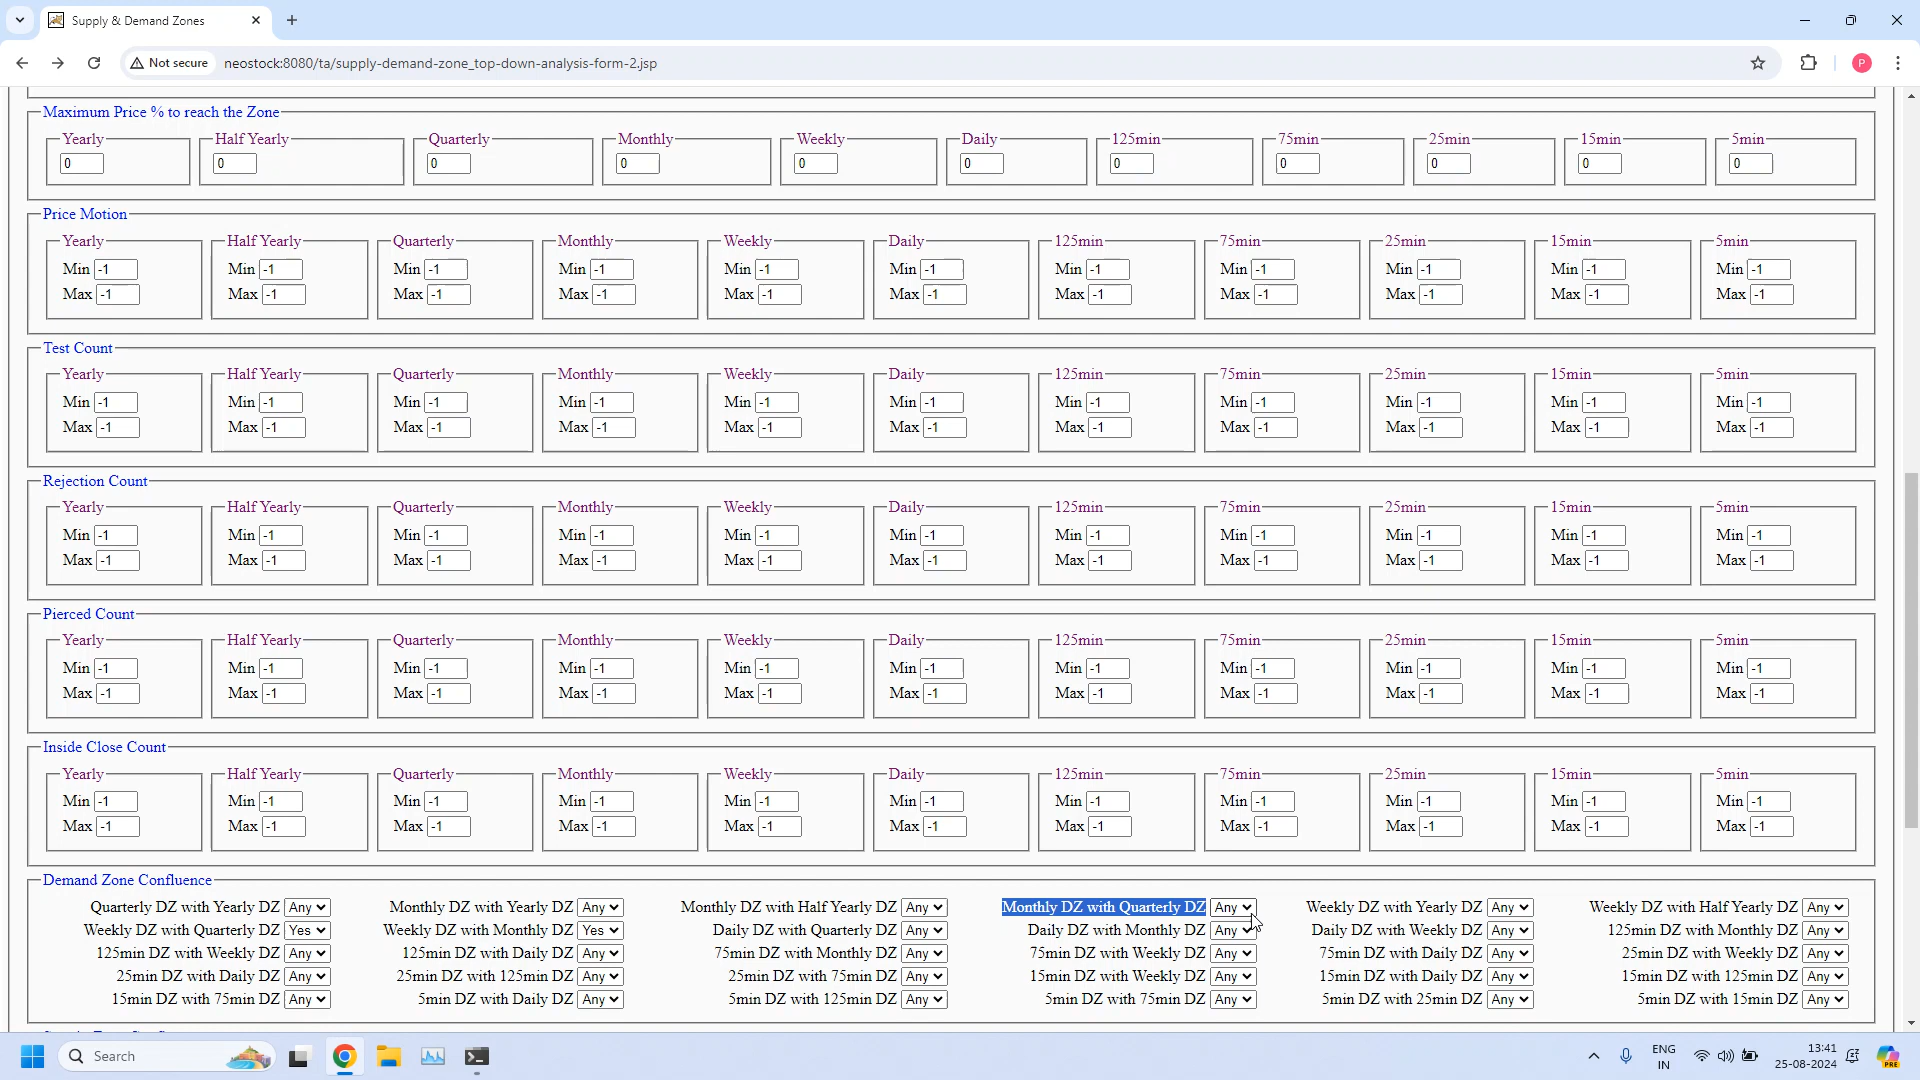 Supply & Demand Zones
Not secure
neostock:8080/ta/supply-demand-zone_top-down-analysis-form-2.jsp
P
Maximum Price % to reach the Zone
Yearly Half Yearly Quarterly Monthly Weekly Daily 125min 75min 25min 15min 5min
0 0 0 0 0 0 0 0 0 0 0
Price Motion
Yearly Half Yearly Quarterly Monthly Weekly Daily 125min 75min 25min 15min 5min
Min -1 Min -1 Min -1 Min -1 Min -1 Min -1 Min -1 Min -1 Min -1 Min -1 Min -1
Max -1 Max -1 Max -1 Max -1 Max -1 Max -1 Max -1 Max -1 Max -1 Max -1 Max -1
Test Count
Yearly Half Yearly Quarterly Monthly Weekly Daily 125min 75min 25min 15min 5min
Min -1 Min -1 Min -1 Min -1 Min -1 Min -1 Min -1 Min -1 Min -1 Min -1 Min -1
Max -1 Max -1 Max -1 Max -1 Max -1 Max -1 Max -1 Max -1 Max -1 Max -1 Max -1
Rejection Count
Yearly Half Yearly Quarterly Monthly Weekly Daily 125min 75min 25min 15min 5min
Min -1 Min -1 Min -1 Min -1 Min -1 Min -1 Min -1 Min -1 Min -1 Min -1 Min -1
Max -1 Max -1 Max -1 Max -1 Max -1 Max -1 Max -1 Max -1 Max -1 Max -1 Max -1
Pierced Count
Yearly Half Yearly Quarterly Monthly Weekly Daily 125min 75min 25min 15min 5min
Min -1 Min -1 Min -1 Min -1 Min -1 Min -1 Min -1 Min -1 Min -1 Min -1 Min -1
Max -1 Max -1 Max -1 Max -1 Max -1 Max -1 Max -1 Max -1 Max -1 Max -1 Max -1
Inside Close Count
Yearly Half Yearly Quarterly Monthly Weekly Daily 125min 75min 25min 15min 5min
Min -1 Min -1 Min -1 Min -1 Min -1 Min -1 Min -1 Min -1 Min -1 Min -1 Min -1
Max -1 Max -1 Max -1 Max -1 Max -1 Max -1 Max -1 Max -1 Max -1 Max -1 Max -1
Demand Zone Confluence
Quarterly DZ with Yearly DZ Any Monthly DZ with Yearly DZ Any Monthly DZ with Half Yearly DZ Any Monthly DZ with Quarterly DZ Any Weekly DZ with Yearly DZ Any Weekly DZ with Half Yearly DZ Any
Weekly DZ with Quarterly DZ Yes Weekly DZ with Monthly DZ Yes Daily DZ with Quarterly DZ Any Daily DZ with Monthly DZ Any Daily DZ with Weekly DZ Any 125min DZ with Monthly DZ Any
125min DZ with Weekly DZ Any 125min DZ with Daily DZ Any 75min DZ with Monthly DZ Any 75min DZ with Weekly DZ Any 75min DZ with Daily DZ Any 25min DZ with Weekly DZ Any
25min DZ with Daily DZ Any 25min DZ with 125min DZ Any 25min DZ with 75min DZ Any 15min DZ with Weekly DZ Any 15min DZ with Daily DZ Any 15min DZ with 125min DZ Any
15min DZ with 75min DZ Any 5min DZ with Daily DZ Any 5min DZ with 125min DZ Any 5min DZ with 75min DZ Any 5min DZ with 25min DZ Any 5min DZ with 15min DZ Any
Search
ENG
IN
13:41
25-08-2024
PRE